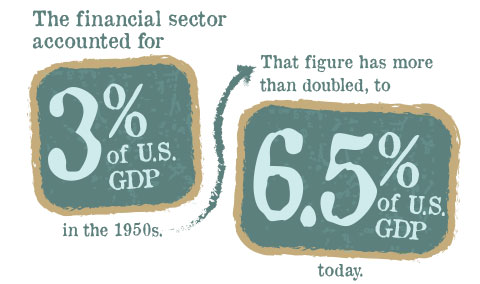 The financial sector
accounted for
3%
of U.S.
GDP
in the 1950s.
That figure has more
than doubled, to
6.5%
of U.S.
GDP
today.